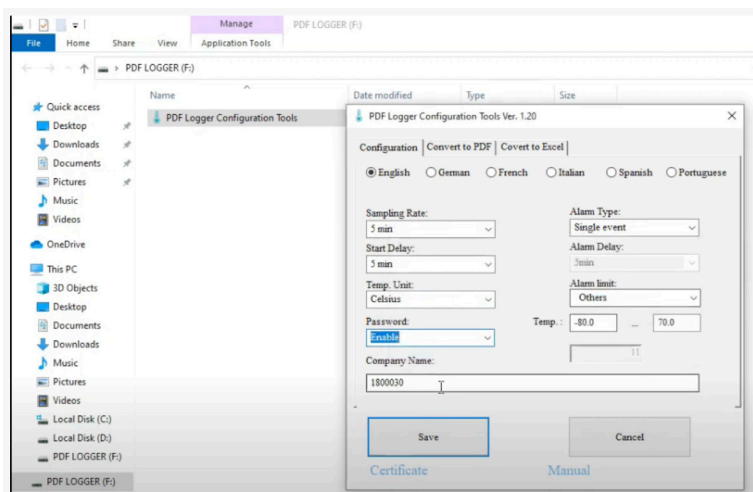 Manage
PDF LOGGER (F:)
File Home Share View Application Tools
PDF LOGGER (F:)
Name Date modified Type Size
Quick access
Desktop
Downloads
Documents
Pictures
Music
Videos
OneDrive
This PC
3D Objects
Desktop
Documents
Downloads
Music
Pictures
Videos
Local Disk (C:)
Local Disk (D:)
PDF LOGGER (F:)
PDF LOGGER (F:)
PDF Logger Configuration Tools
PDF Logger Configuration Tools Ver. 1.20
Configuration Convert to PDF Covert to Excel
English German French Italian Spanish Portuguese
Sampling Rate:
5 min
Start Delay:
5 min
Temp. Unit:
Celsius
Password:
Enable
Company Name:
1800030
Alarm Type:
Single event
Alarm Delay:
5min
Alarm limit:
Others
Temp. : -80.0 ... 70.0
11
Save Cancel
Certificate Manual